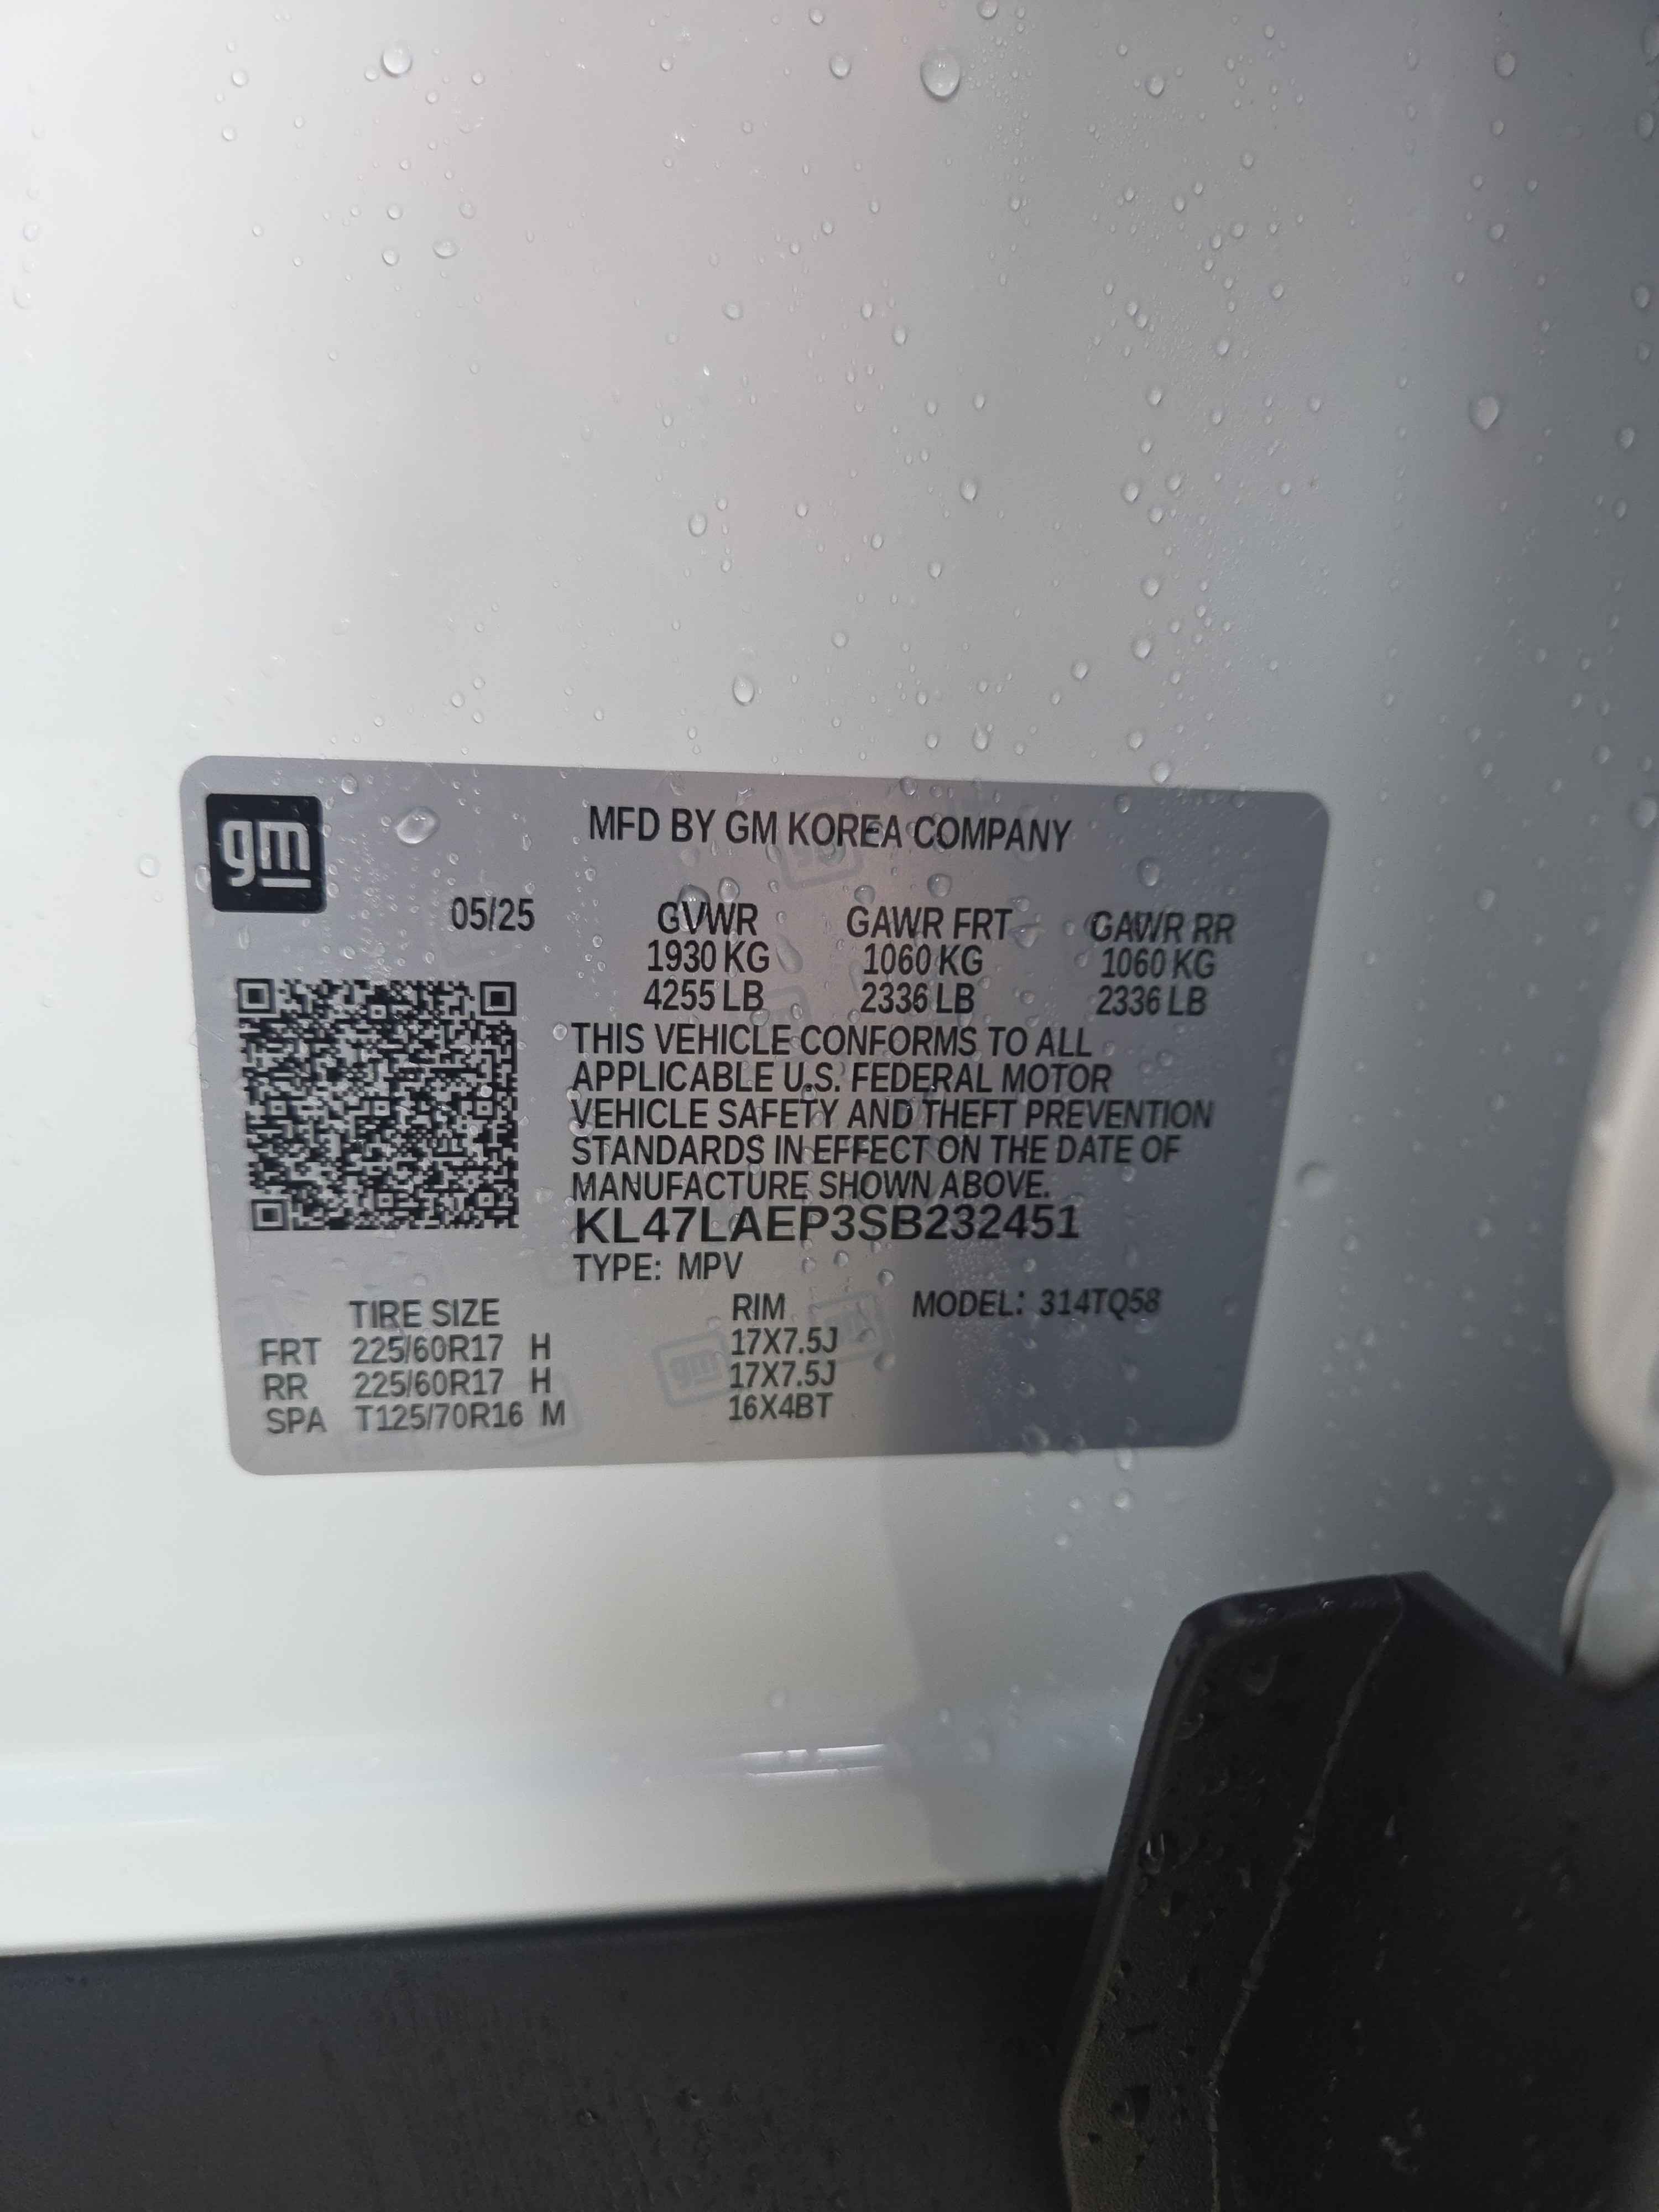 gm
MFD BY GM KOREA COMPANY
05/25 GVWR GAWR FRT GAWR RR
1930 KG 1060 KG 1060 KG
4255 LB 2336 LB 2336 LB
THIS VEHICLE CONFORMS TO ALL
APPLICABLE U.S. FEDERAL MOTOR
VEHICLE SAFETY AND THEFT PREVENTION
STANDARDS IN EFFECT ON THE DATE OF
MANUFACTURE SHOWN ABOVE.
KL47LAEP3SB232451
TYPE: MPV
TIRE SIZE RIM MODEL: 314TQ58
FRT 225/60R17 H 17X7.5J
RR 225/60R17 H 17X7.5J
SPA T125/70R16 M 16X4BT